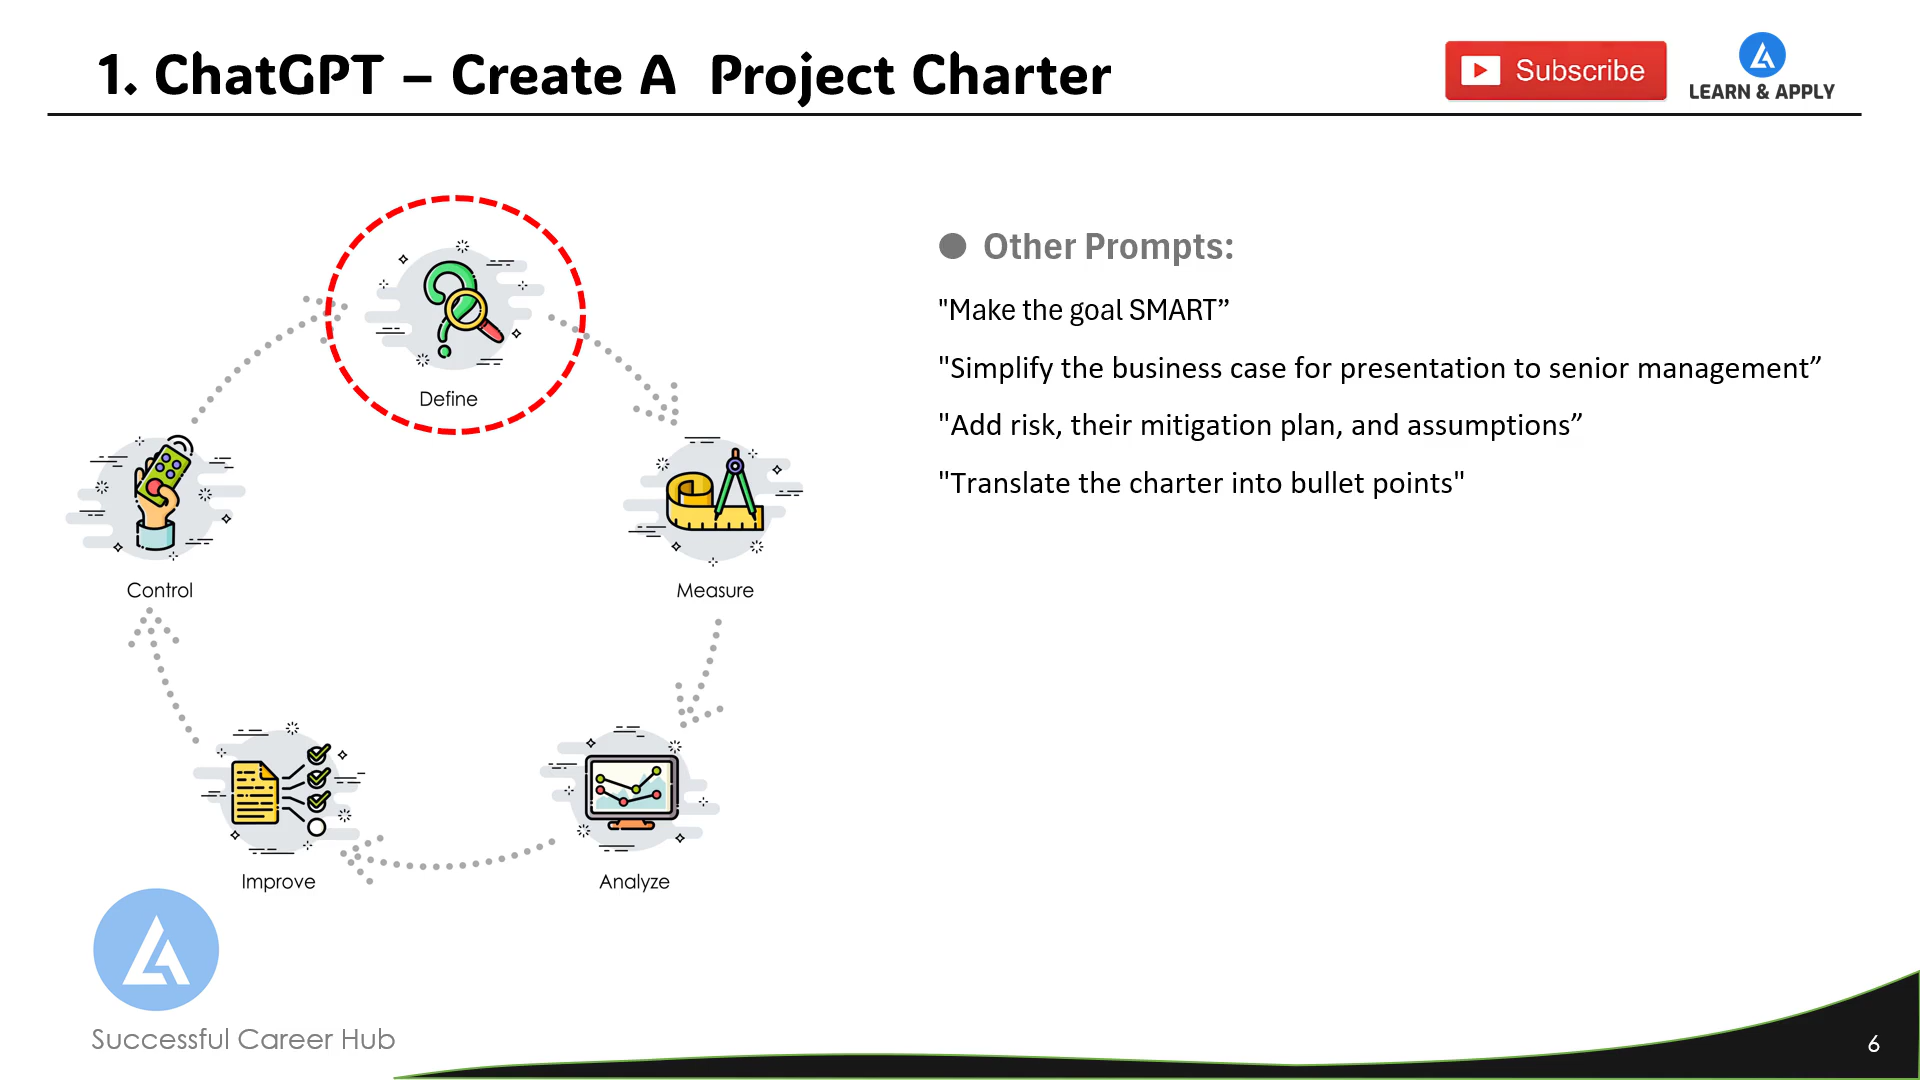 1. ChatGPT – Create A  Project Charter
Subscribe
LEARN & APPLY
Define
Control
Measure
Improve
Analyze
Other Prompts:
"Make the goal SMART”
"Simplify the business case for presentation to senior management”
"Add risk, their mitigation plan, and assumptions”
"Translate the charter into bullet points"
Successful Career Hub
6